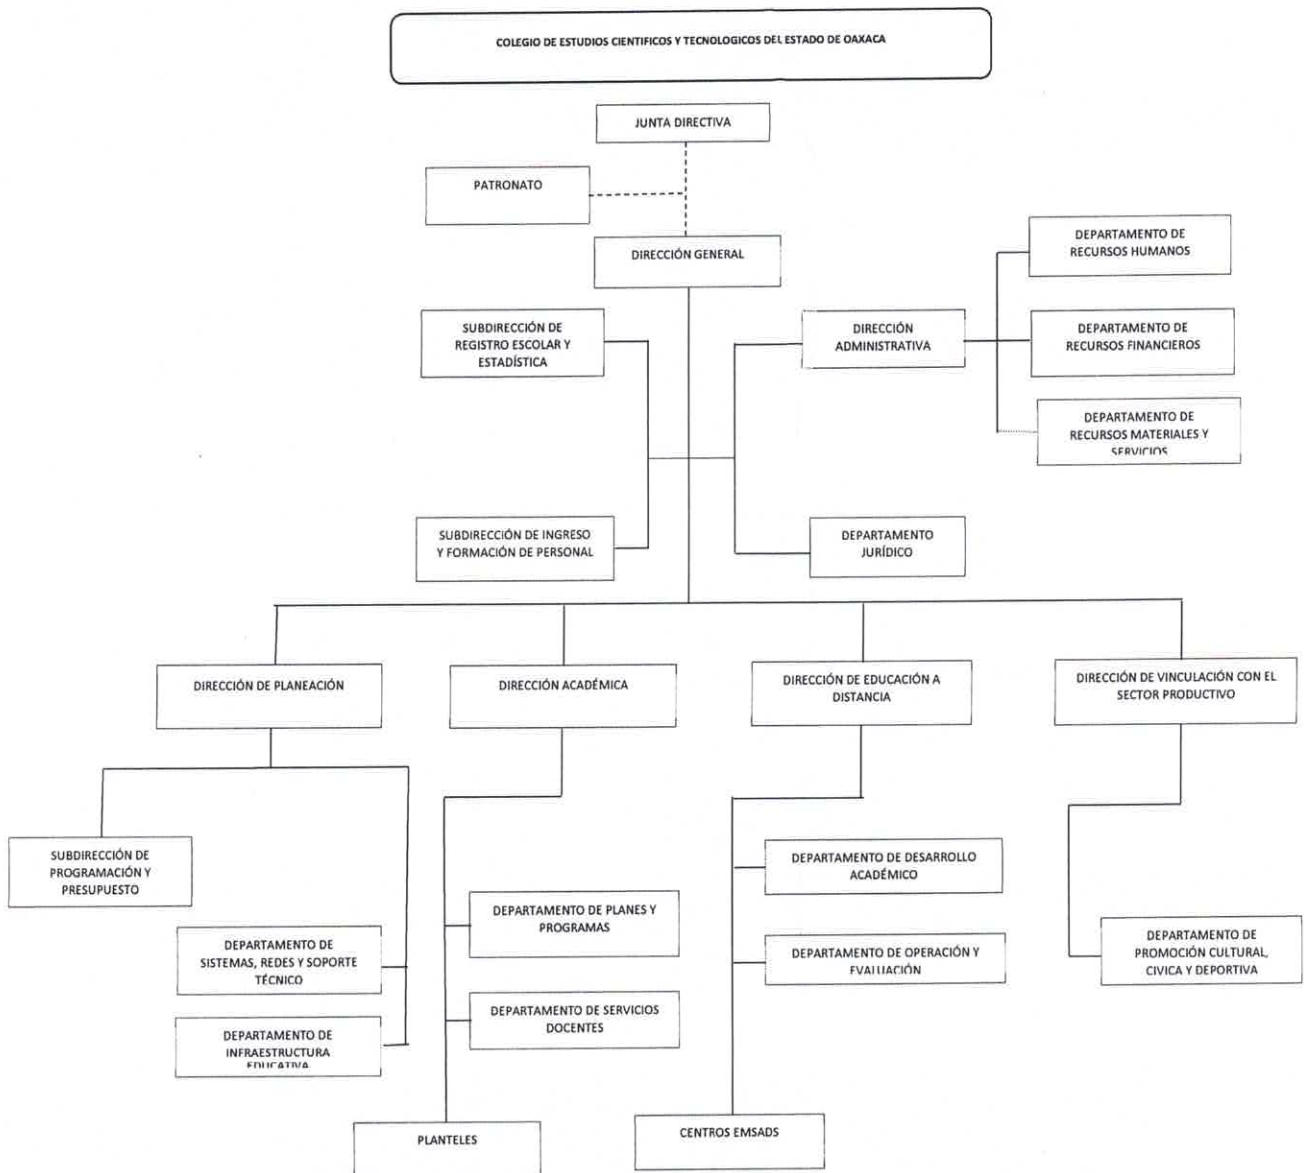 COLEGIO DE ESTUDIOS CIENTIFICOS Y TECNOLOGICOS DEL ESTADO DE OAXACA
JUNTA DIRECTIVA
PATRONATO
DIRECCIÓN GENERAL
DEPARTAMENTO DE
RECURSOS HUMANOS
SUBDIRECCIÓN DE
REGISTRO ESCOLAR Y
ESTADÍSTICA
DIRECCIÓN
ADMINISTRATIVA
DEPARTAMENTO DE
RECURSOS FINANCIEROS
DEPARTAMENTO DE
RECURSOS MATERIALES Y
SERVICIOS
SUBDIRECCIÓN DE INGRESO
Y FORMACIÓN DE PERSONAL
DEPARTAMENTO
JURÍDICO
DIRECCIÓN DE PLANEACIÓN
DIRECCIÓN ACADÉMICA
DIRECCIÓN DE EDUCACIÓN A
DISTANCIA
DIRECCIÓN DE VINCULACIÓN CON EL
SECTOR PRODUCTIVO
SUBDIRECCIÓN DE
PROGRAMACIÓN Y
PRESUPUESTO
DEPARTAMENTO DE
SISTEMAS, REDES Y SOPORTE
TÉCNICO
DEPARTAMENTO DE
INFRAESTRUCTURA
EDUCATIVA
DEPARTAMENTO DE PLANES Y
PROGRAMAS
DEPARTAMENTO DE SERVICIOS
DOCENTES
PLANTELES
DEPARTAMENTO DE DESARROLLO
ACADÉMICO
DEPARTAMENTO DE OPERACIÓN Y
EVALUACIÓN
CENTROS EMSADS
DEPARTAMENTO DE
PROMOCIÓN CULTURAL,
CIVICA Y DEPORTIVA